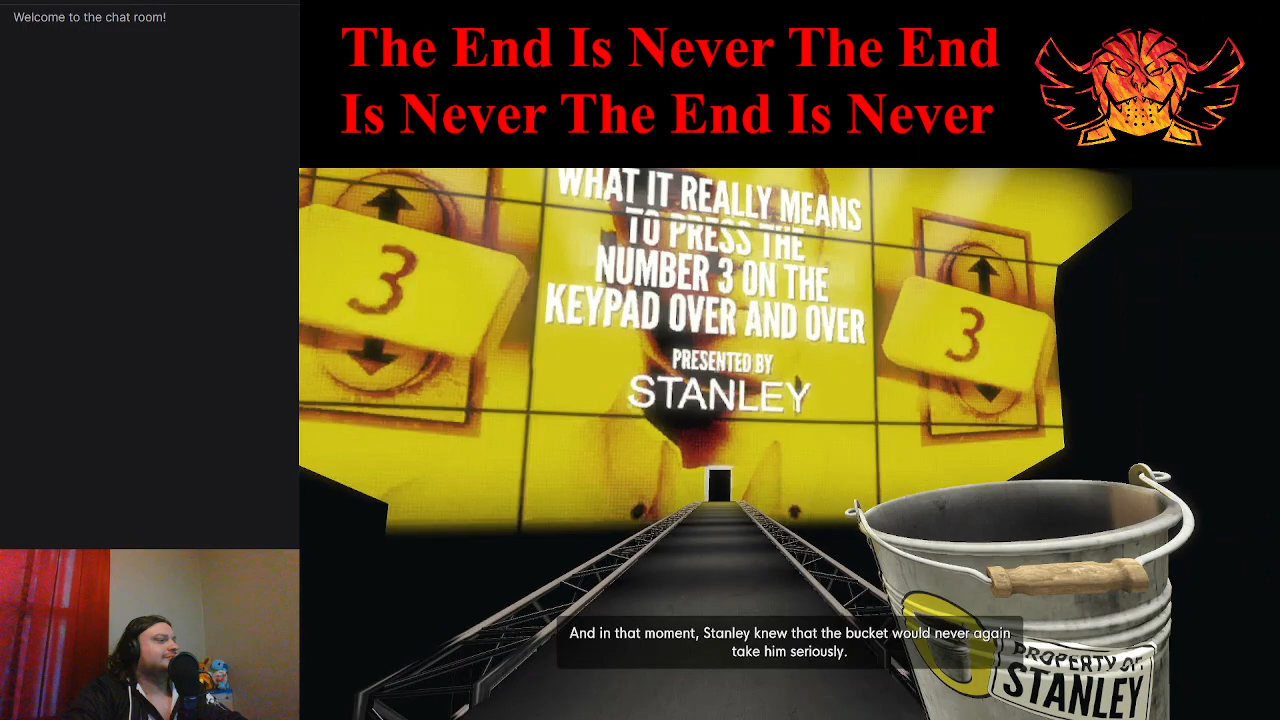 Welcome to the chat room!
The End Is Never The End
Is Never The End Is Never
WHAT IT REALLY MEANS
TO PRESS THE
NUMBER 3 ON THE
KEYPAD OVER AND OVER
PRESENTED BY
STANLEY
3
3
And in that moment, Stanley knew that the bucket would never again
take him seriously.
PROPERTY OF:
STANLEY